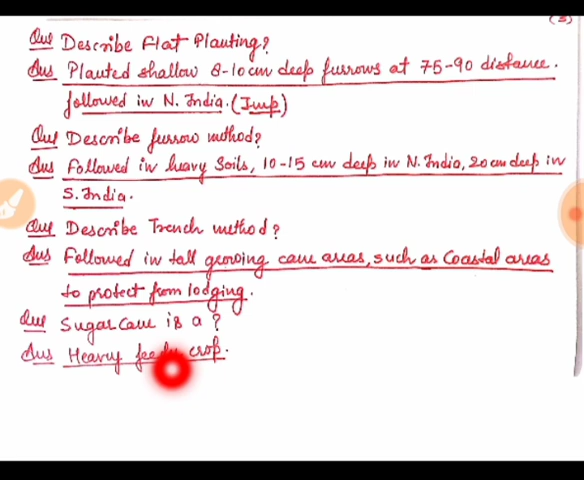 (5)
Que Describe Flat Planting?
Ans Planted shallow 8-10 cm deep furrows at 75-90 distance.
followed in N. India. (Imp)
Que Describe furrow method?
Ans Followed in heavy Soils, 10-15 cm deep in N. India, 20 cm deep in
S. India.
Que Describe Trench method?
Ans Followed in tall growing cane areas, such as Coastal areas
to protect from lodging.
Que Sugarcane is a ?
Ans Heavy crop.